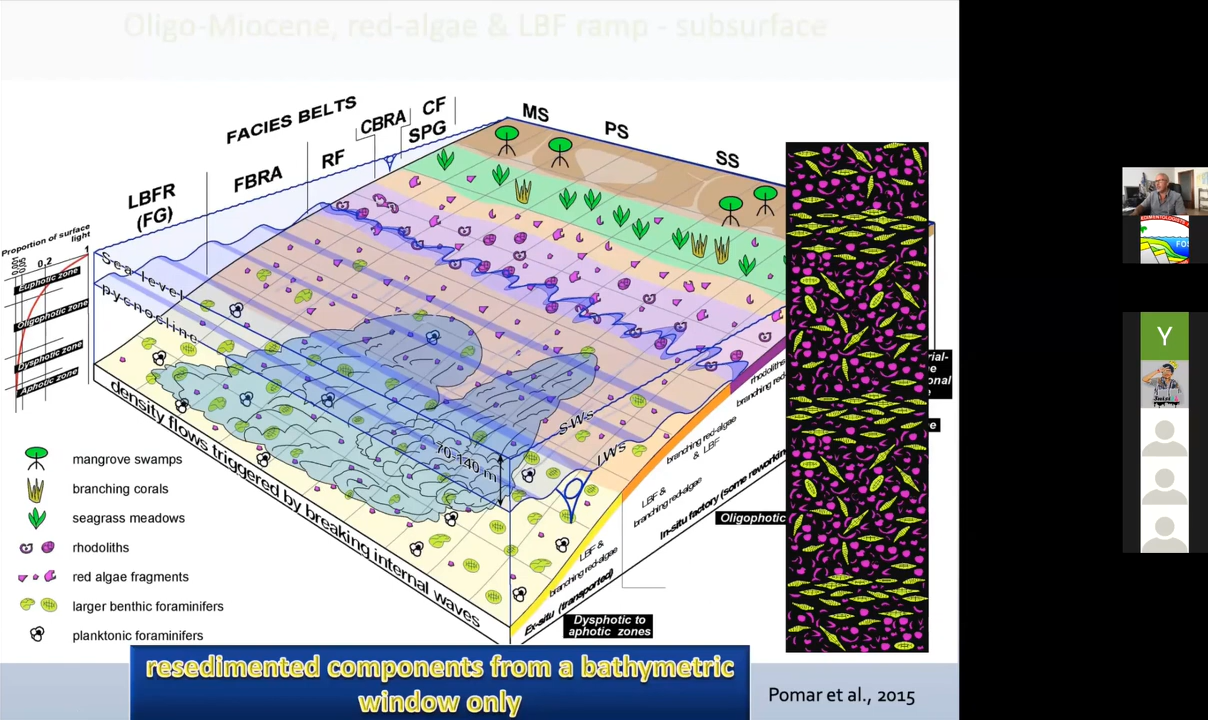 Oligo-Miocene, red-algae & LBF ramp - subsurface
FACIES BELTS
LBFR
(FG)
FBRA
RF
CBRA
CF
SPG
MS
PS
SS
Proportion of surface
light
0,2
1
Euphotic zone
Oligophotic zone
Dysphotic zone
Aphotic zone
Sea-level
pycnocline
70-140 m
S-Ws
I.Ws
density flows triggered by breaking internal waves
LBF &
branching red-algae
Ex-situ (transported)
LBF &
branching red-algae
branching red-algae
& LBF
rhodoliths
branching red-
In-situ factory (some reworking
Oligophotic
Dysphotic to
aphotic zones
mangrove swamps
branching corals
seagrass meadows
rhodoliths
red algae fragments
larger benthic foraminifers
planktonic foraminifers
resedimented components from a bathymetric
window only
Pomar et al., 2015
Y